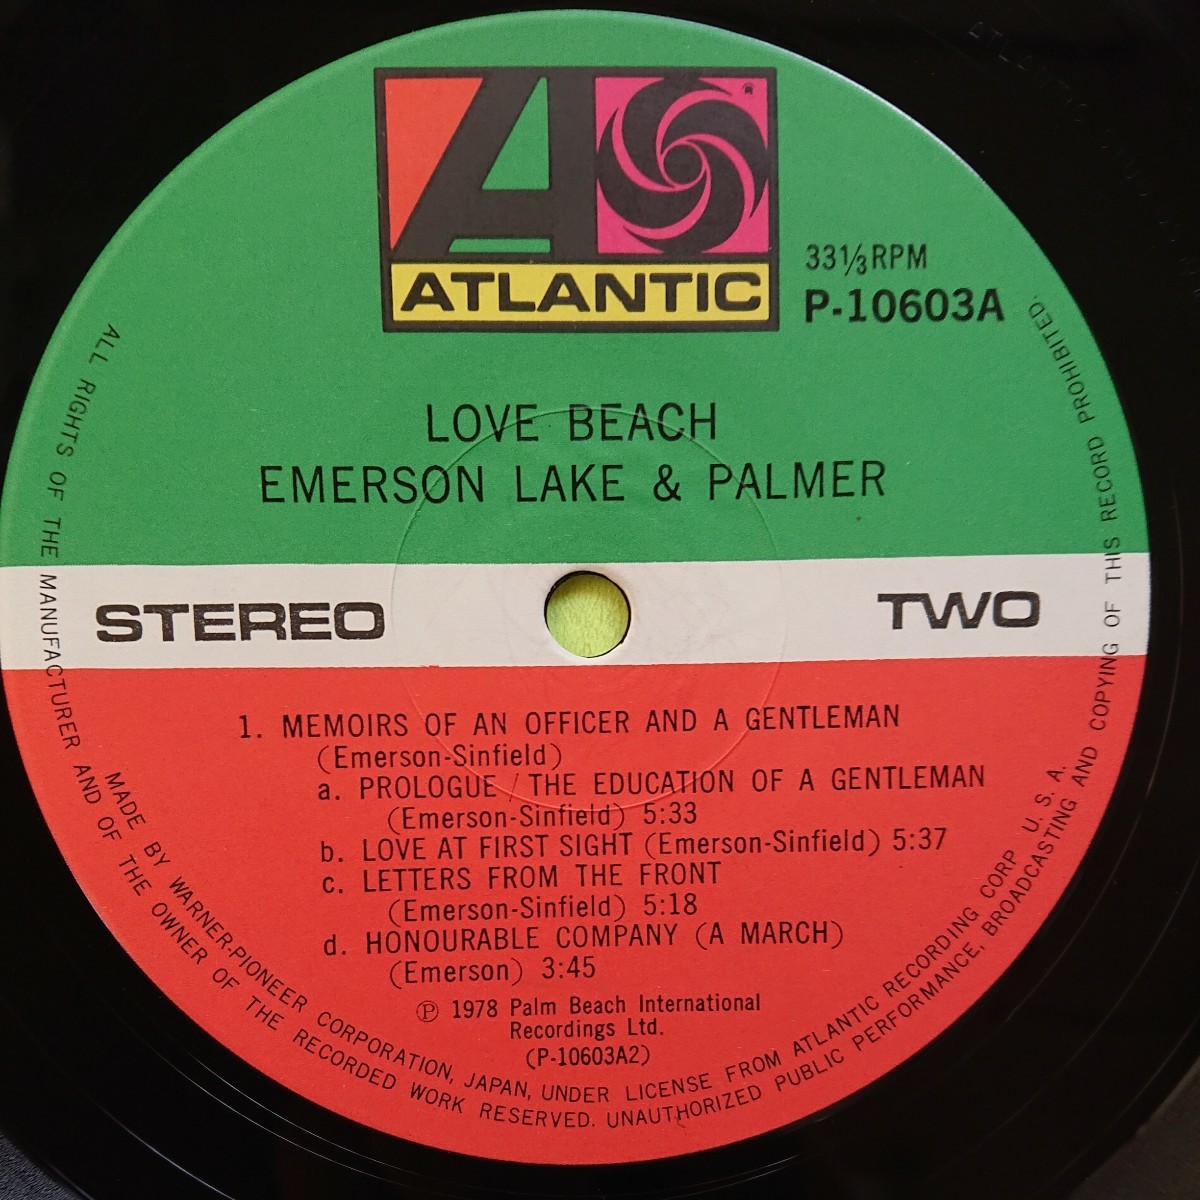 ATLANTIC
®
33⅓RPM
P-10603A
LOVE BEACH
EMERSON LAKE & PALMER
STEREO
TWO
1. MEMOIRS OF AN OFFICER AND A GENTLEMAN
(Emerson-Sinfield)
a. PROLOGUE / THE EDUCATION OF A GENTLEMAN
(Emerson-Sinfield) 5:33
b. LOVE AT FIRST SIGHT (Emerson-Sinfield) 5:37
c. LETTERS FROM THE FRONT
(Emerson-Sinfield) 5:18
d. HONOURABLE COMPANY (A MARCH)
(Emerson) 3:45
℗ 1978 Palm Beach International
Recordings Ltd.
(P-10603A2)
MADE BY WARNER-PIONEER CORPORATION, JAPAN, UNDER LICENSE FROM ATLANTIC RECORDING CORP U. S. A.
ALL RIGHTS OF THE MANUFACTURER AND OF THE OWNER OF THE RECORDED WORK RESERVED. UNAUTHORIZED PUBLIC PERFORMANCE, BROADCASTING AND COPYING OF THIS RECORD PROHIBITED.